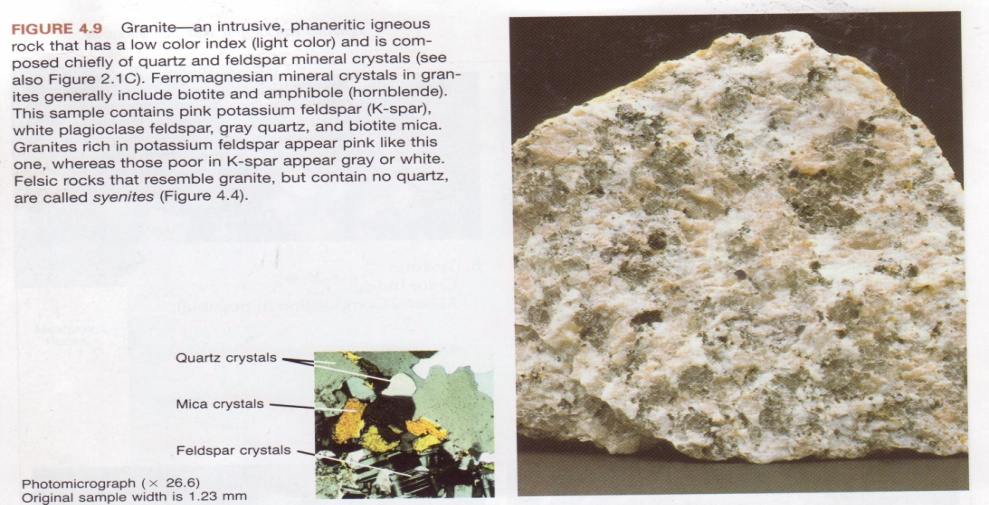 FIGURE 4.9 Granite—an intrusive, phaneritic igneous
rock that has a low color index (light color) and is com-
posed chiefly of quartz and feldspar mineral crystals (see
also Figure 2.1C). Ferromagnesian mineral crystals in gran-
ites generally include biotite and amphibole (hornblende).
This sample contains pink potassium feldspar (K-spar),
white plagioclase feldspar, gray quartz, and biotite mica.
Granites rich in potassium feldspar appear pink like this
one, whereas those poor in K-spar appear gray or white.
Felsic rocks that resemble granite, but contain no quartz,
are called syenites (Figure 4.4).
Quartz crystals
Mica crystals
Feldspar crystals
Photomicrograph (× 26.6)
Original sample width is 1.23 mm